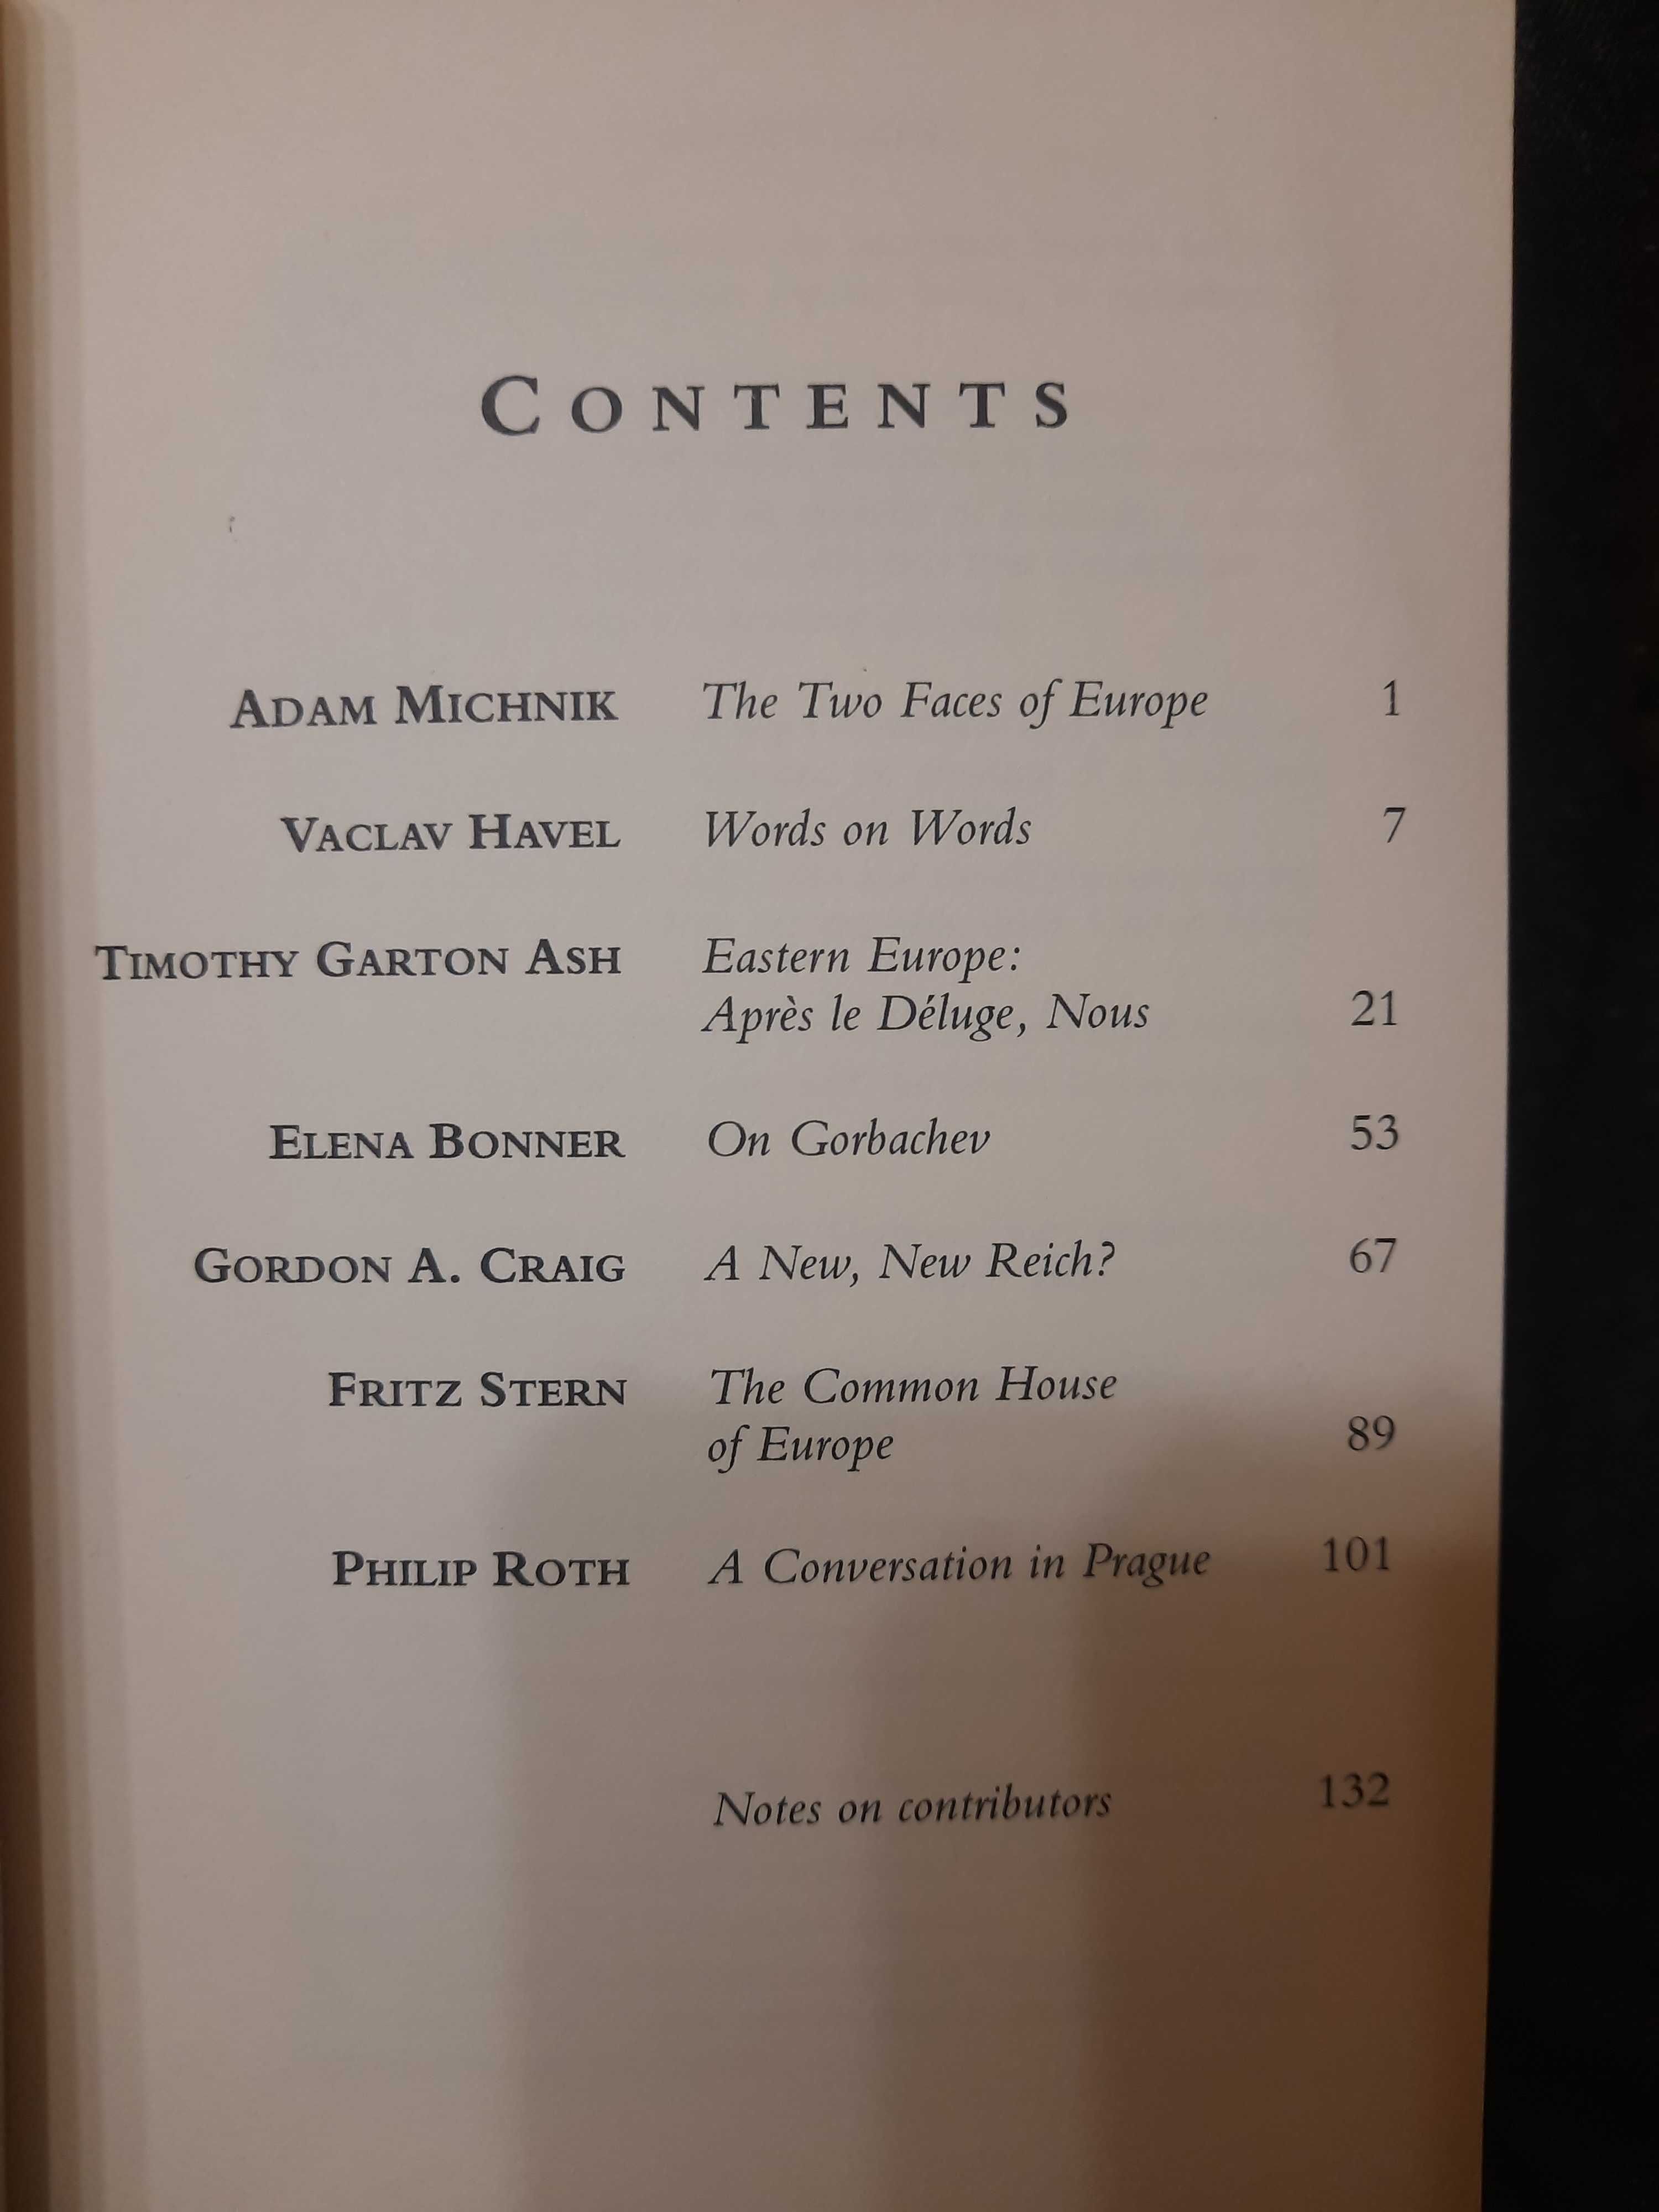 CONTENTS
ADAM MICHNIK The Two Faces of Europe 1
VACLAV HAVEL Words on Words 7
TIMOTHY GARTON ASH Eastern Europe:
Après le Déluge, Nous 21
ELENA BONNER On Gorbachev 53
GORDON A. CRAIG A New, New Reich? 67
FRITZ STERN The Common House
of Europe 89
PHILIP ROTH A Conversation in Prague 101
Notes on contributors 132